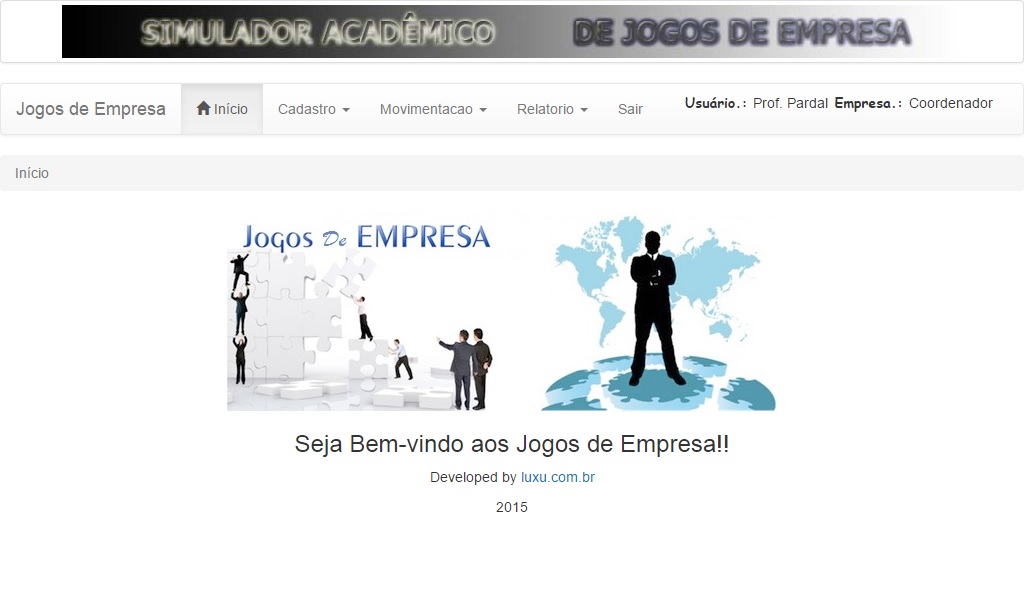 SIMULADOR ACADÊMICO DE JOGOS DE EMPRESA
Jogos de Empresa Início Cadastro Movimentacao Relatorio Sair Usuário.: Prof. Pardal Empresa.: Coordenador
Início
Jogos De EMPRESA
Seja Bem-vindo aos Jogos de Empresa!!
Developed by luxu.com.br
2015